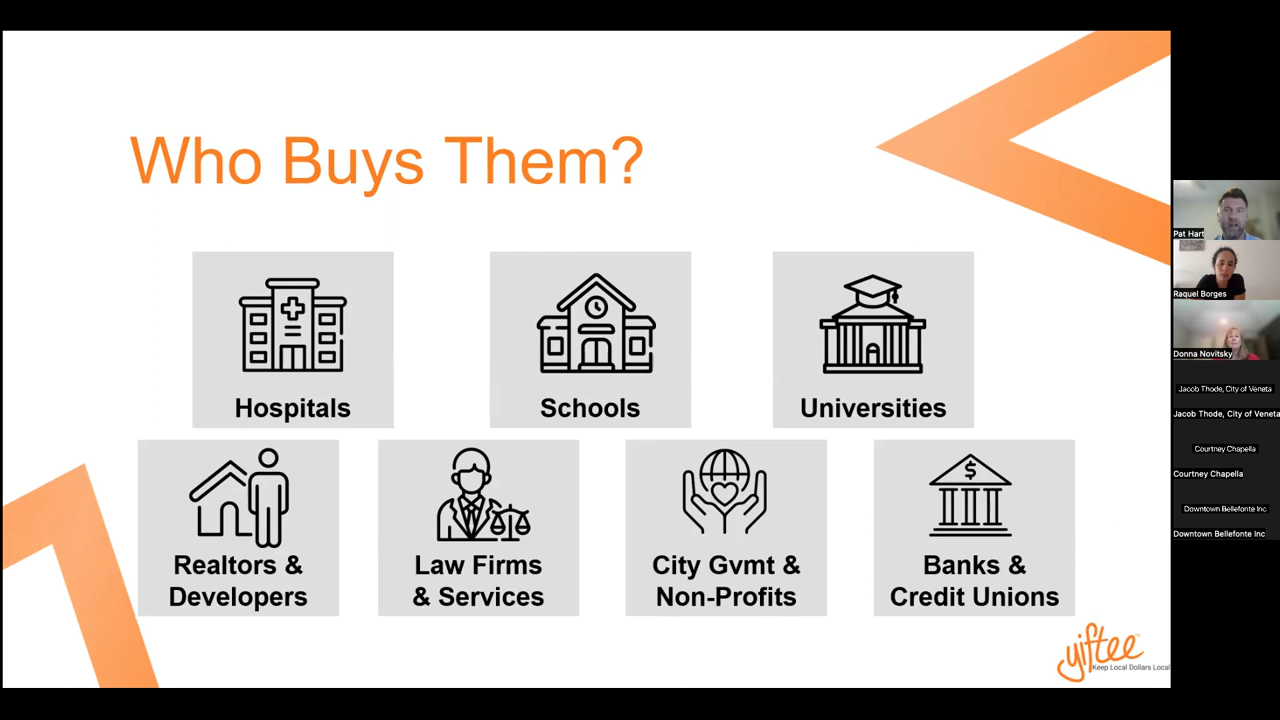 Who Buys Them?
Hospitals
Schools
Universities
Realtors &
Developers
Law Firms
& Services
City Gvmt &
Non-Profits
Banks &
Credit Unions
yiftee™
Keep Local Dollars Local
Pat Hart
Raquel Borges
Donna Novitsky
Jacob Thode, City of Veneta
Jacob Thode, City of Veneta
Courtney Chapella
Courtney Chapella
Downtown Bellefonte Inc
Downtown Bellefonte Inc
$